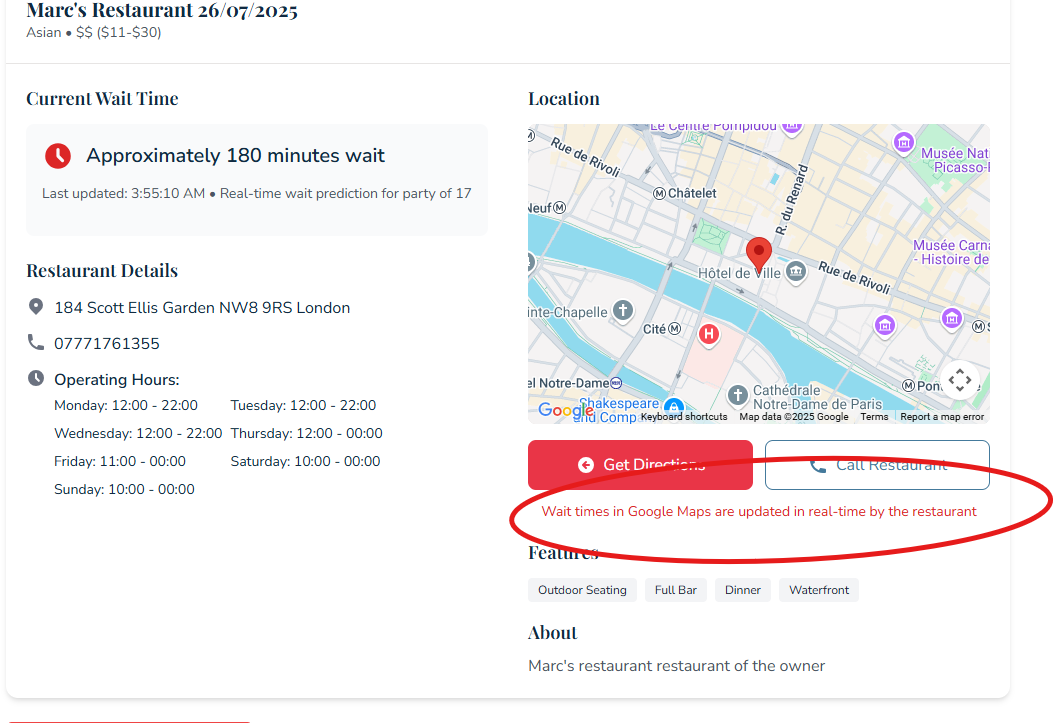 Marc's Restaurant 26/07/2025
Asian • $$ ($11-$30)
Current Wait Time
Approximately 180 minutes wait
Last updated: 3:55:10 AM • Real-time wait prediction for party of 17
Restaurant Details
184 Scott Ellis Garden NW8 9RS London
07771761355
Operating Hours:
Monday: 12:00 - 22:00
Tuesday: 12:00 - 22:00
Wednesday: 12:00 - 22:00
Thursday: 12:00 - 00:00
Friday: 11:00 - 00:00
Saturday: 10:00 - 00:00
Sunday: 10:00 - 00:00
Location
Le Centre Pompidou
Rue de Rivoli
Musée Nat
Picasso-
M Châtelet
Neuf M
R. du Renard
Musée Carna
- Histoire de
Hôtel de Ville
Rue de Rivoli
inte-Chapelle
Cité M
H
el Notre-Dame
M Pon
Cathédrale
Notre-Dame de Paris
Shakespeare
and Comp
Google
Keyboard shortcuts
Map data ©2025 Google
Terms
Report a map error
Get Directions
Call Restaurant
Wait times in Google Maps are updated in real-time by the restaurant
Features
Outdoor Seating
Full Bar
Dinner
Waterfront
About
Marc's restaurant restaurant of the owner